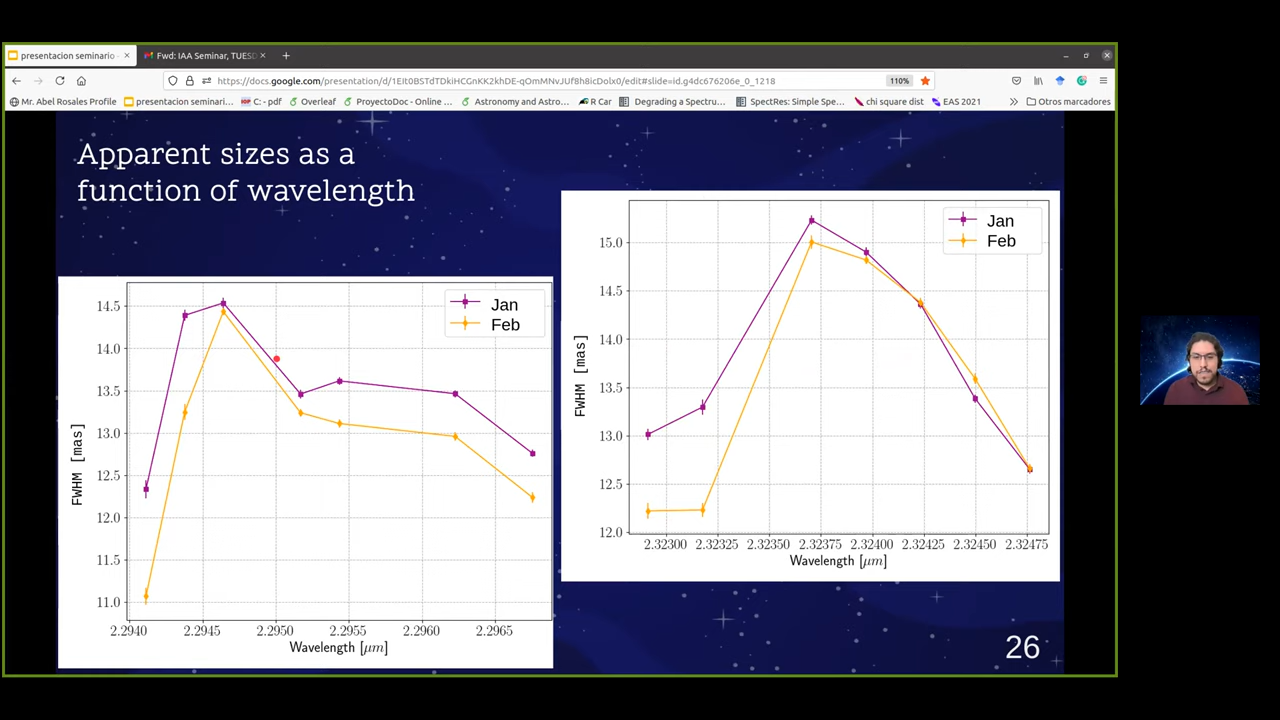 presentacion seminario -
Fwd: IAA Seminar, TUESD
https://docs.google.com/presentation/d/1EIt0BSTdTDkiHCGnKK2khDE-qOmMNvJUf8h8icDolx0/edit#slide=id.g4dc676206e_0_1218
110%
Mr. Abel Rosales Profile
presentacion seminari...
C: - pdf
Overleaf
ProyectoDoc - Online ...
Astronomy and Astro...
R Car
Degrading a Spectru...
SpectRes: Simple Spe...
chi square dist
EAS 2021
Otros marcadores
Apparent sizes as a
function of wavelength
Jan
Feb
14.5
14.0
13.5
13.0
12.5
12.0
11.5
11.0
FWHM [mas]
2.2940
2.2945
2.2950
2.2955
2.2960
2.2965
Wavelength [μm]
Jan
Feb
15.0
14.5
14.0
13.5
13.0
12.5
12.0
FWHM [mas]
2.32300
2.32325
2.32350
2.32375
2.32400
2.32425
2.32450
2.32475
Wavelength [μm]
26